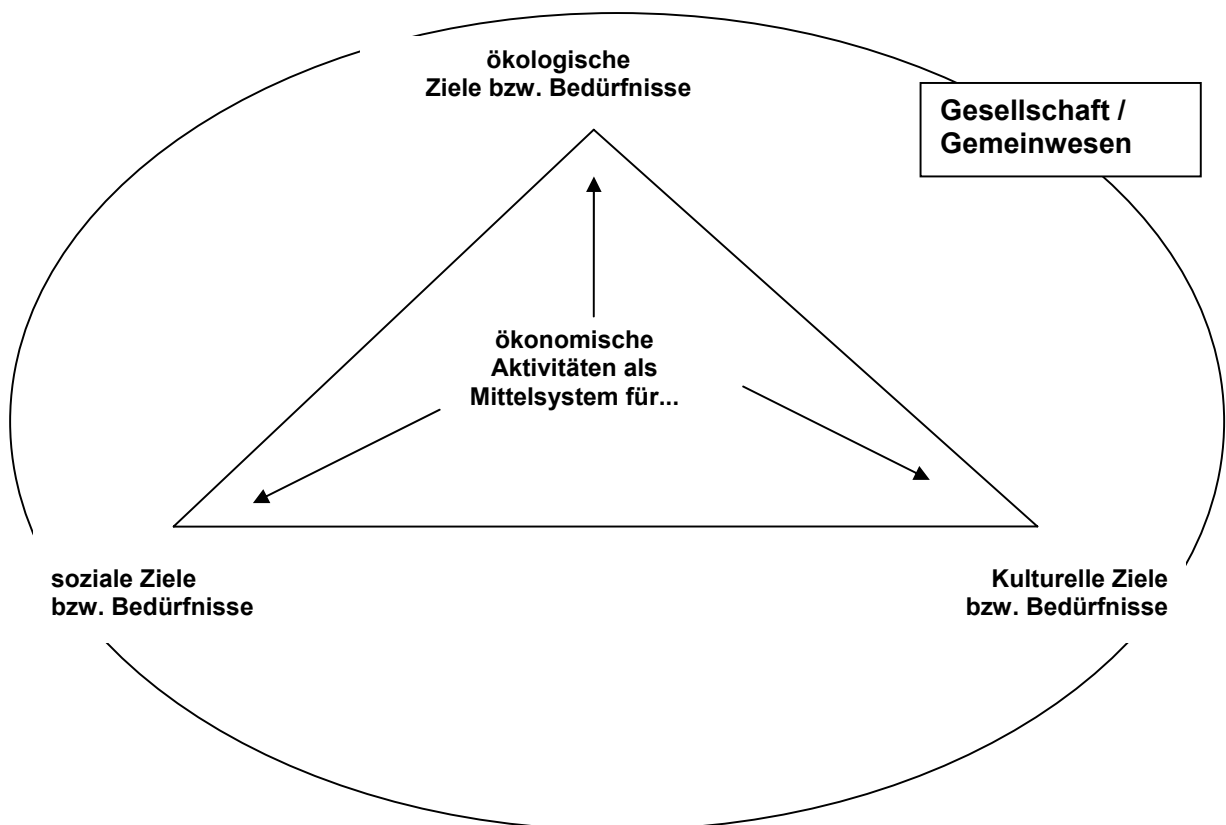 ökologische
Ziele bzw. Bedürfnisse
Gesellschaft /
Gemeinwesen
ökonomische
Aktivitäten als
Mittelsystem für...
soziale Ziele
bzw. Bedürfnisse
Kulturelle Ziele
bzw. Bedürfnisse